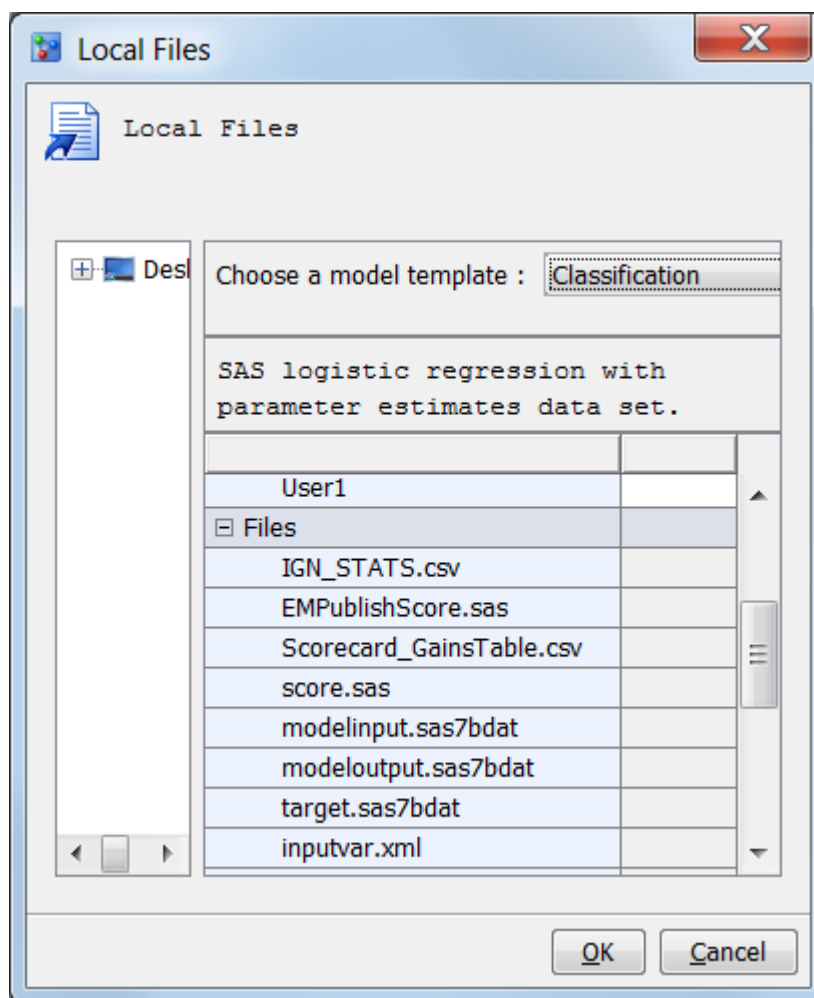 Local Files
Local Files
Desl
Choose a model template :
Classification
SAS logistic regression with
parameter estimates data set.
User1
Files
IGN_STATS.csv
EMPublishScore.sas
Scorecard_GainsTable.csv
score.sas
modelinput.sas7bdat
modeloutput.sas7bdat
target.sas7bdat
inputvar.xml
OK
Cancel